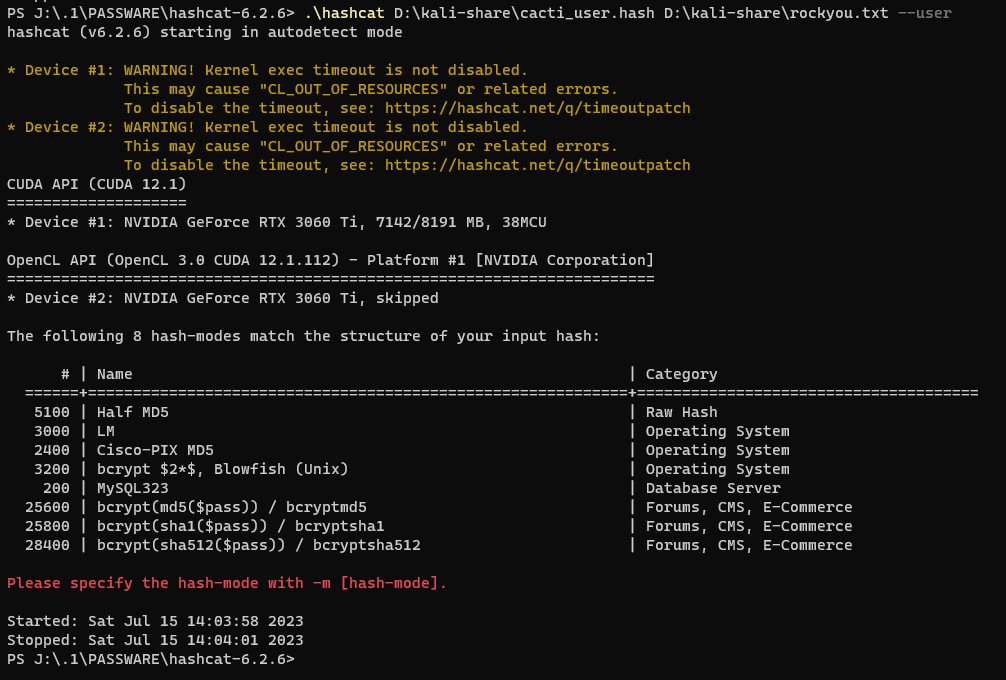 PS J:\.1\PASSWARE\hashcat-6.2.6> .\hashcat D:\kali-share\cacti_user.hash D:\kali-share\rockyou.txt --user
hashcat (v6.2.6) starting in autodetect mode
* Device #1: WARNING! Kernel exec timeout is not disabled.
This may cause "CL_OUT_OF_RESOURCES" or related errors.
To disable the timeout, see: https://hashcat.net/q/timeoutpatch
* Device #2: WARNING! Kernel exec timeout is not disabled.
This may cause "CL_OUT_OF_RESOURCES" or related errors.
To disable the timeout, see: https://hashcat.net/q/timeoutpatch
CUDA API (CUDA 12.1)
====================
* Device #1: NVIDIA GeForce RTX 3060 Ti, 7142/8191 MB, 38MCU
OpenCL API (OpenCL 3.0 CUDA 12.1.112) - Platform #1 [NVIDIA Corporation]
========================================================================
* Device #2: NVIDIA GeForce RTX 3060 Ti, skipped
The following 8 hash-modes match the structure of your input hash:
# | Name | Category
======+============================================================+======================================
5100 | Half MD5 | Raw Hash
3000 | LM | Operating System
2400 | Cisco-PIX MD5 | Operating System
3200 | bcrypt $2*$, Blowfish (Unix) | Operating System
200 | MySQL323 | Database Server
25600 | bcrypt(md5($pass)) / bcryptmd5 | Forums, CMS, E-Commerce
25800 | bcrypt(sha1($pass)) / bcryptsha1 | Forums, CMS, E-Commerce
28400 | bcrypt(sha512($pass)) / bcryptsha512 | Forums, CMS, E-Commerce
Please specify the hash-mode with -m [hash-mode].
Started: Sat Jul 15 14:03:58 2023
Stopped: Sat Jul 15 14:04:01 2023
PS J:\.1\PASSWARE\hashcat-6.2.6>